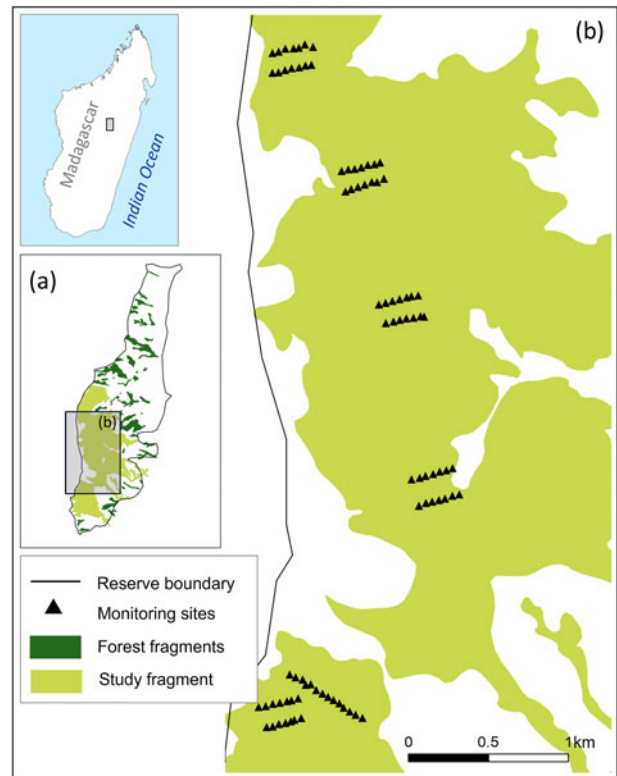 Madagascar
Indian Ocean
(a)
(b)
(b)
Reserve boundary
Monitoring sites
Forest fragments
Study fragment
0 0.5 1km